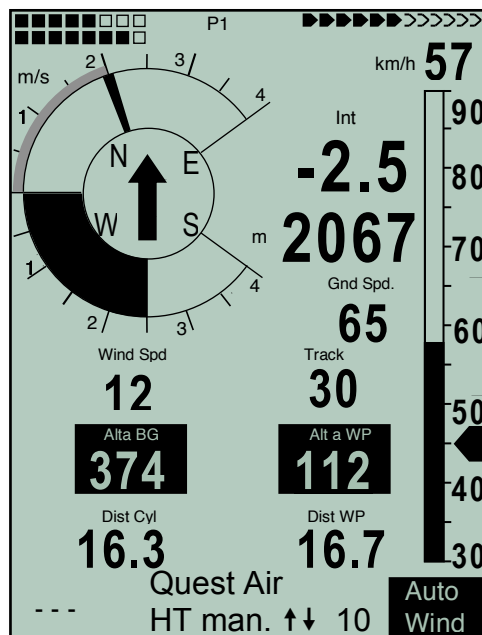 P1
m/s
km/h 57
1 2 3 4
N E
W S
1 2 3 4
Int
-2.5
m 2067
Gnd Spd.
65
90
80
70
60
50
40
30
Wind Spd
12
Track
30
Alta BG
374
Alt a WP
112
Dist Cyl
16.3
Dist WP
16.7
Quest Air
- - - HT man. ↑↓ 10
Auto
Wind